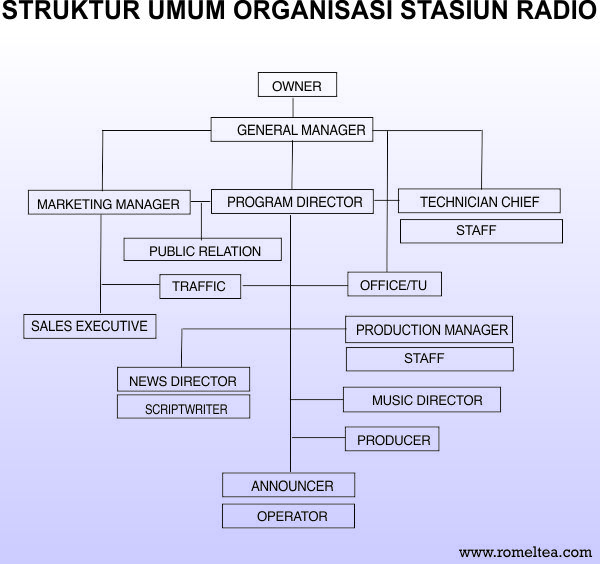 STRUKTUR UMUM ORGANISASI STASIUN RADIO
OWNER
GENERAL MANAGER
MARKETING MANAGER
PROGRAM DIRECTOR
TECHNICIAN CHIEF
STAFF
PUBLIC RELATION
TRAFFIC
OFFICE/TU
SALES EXECUTIVE
PRODUCTION MANAGER
STAFF
NEWS DIRECTOR
SCRIPTWRITER
MUSIC DIRECTOR
PRODUCER
ANNOUNCER
OPERATOR
www.romeltea.com